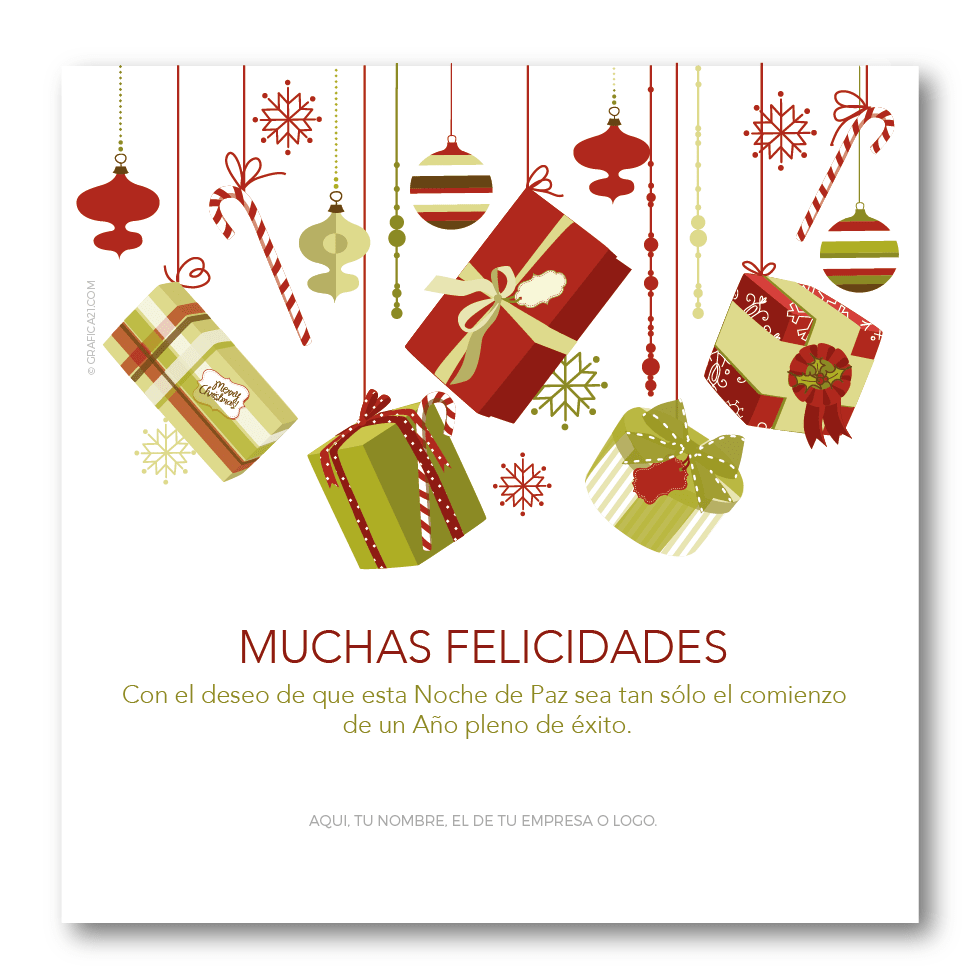 © GRAFICA21.COM
Merry
Christmas!
MUCHAS FELICIDADES
Con el deseo de que esta Noche de Paz sea tan sólo el comienzo
de un Año pleno de éxito.
AQUI, TU NOMBRE, EL DE TU EMPRESA O LOGO.